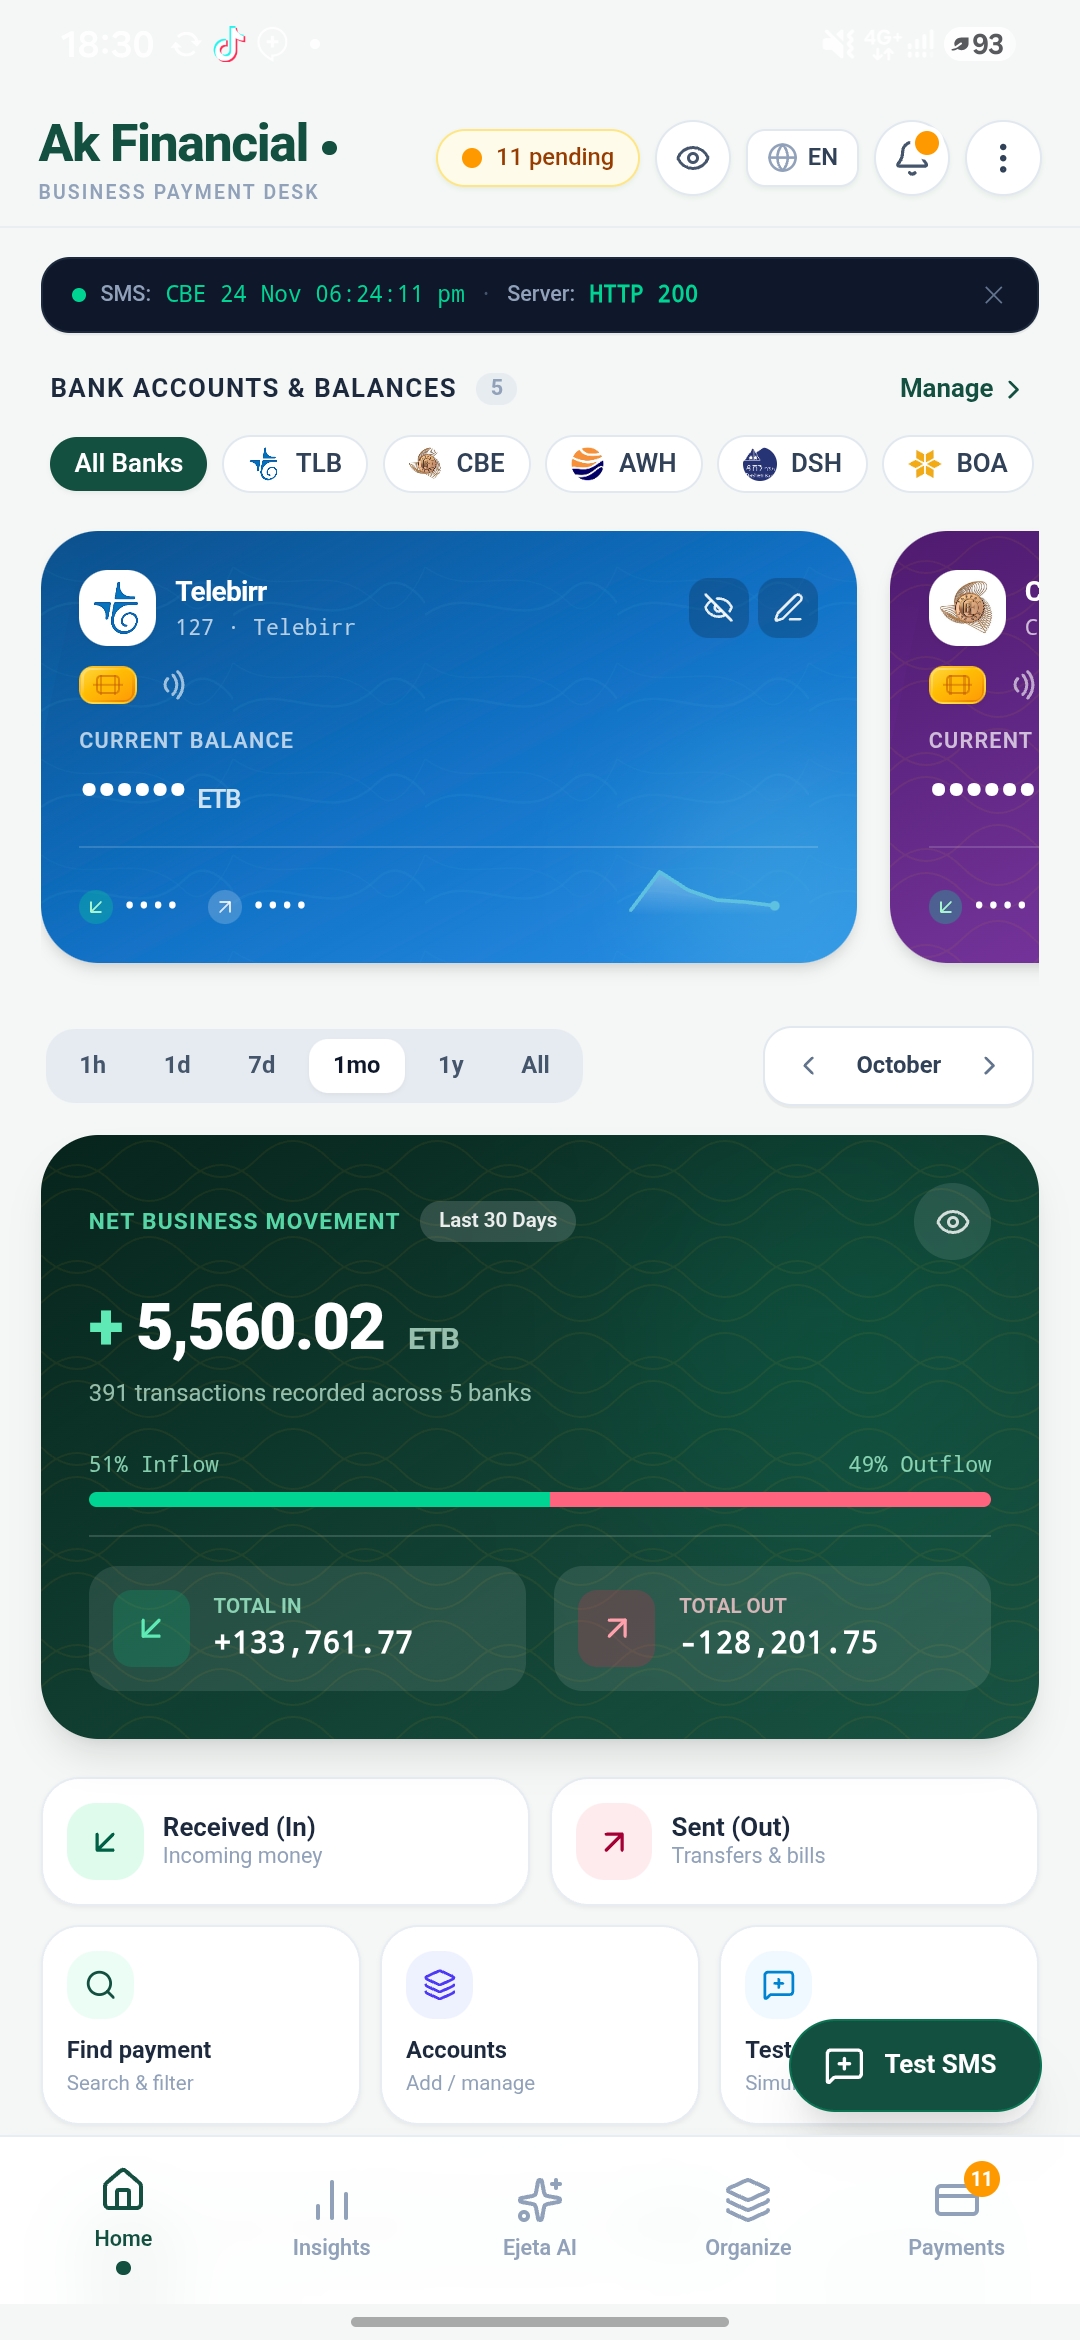 18:30
4G+
93
Ak Financial
BUSINESS PAYMENT DESK
11 pending
EN
SMS: CBE 24 Nov 06:24:11 pm · Server: HTTP 200
BANK ACCOUNTS & BALANCES 5
Manage
All Banks
TLB
CBE
AWH
DSH
BOA
Telebirr
127 · Telebirr
CURRENT BALANCE
•••••• ETB
••••
••••
C
C
CURRENT
••••••
••••
1h
1d
7d
1mo
1y
All
October
NET BUSINESS MOVEMENT
Last 30 Days
+ 5,560.02 ETB
391 transactions recorded across 5 banks
51% Inflow
49% Outflow
TOTAL IN
+133,761.77
TOTAL OUT
-128,201.75
Received (In)
Incoming money
Sent (Out)
Transfers & bills
Find payment
Search & filter
Accounts
Add / manage
Test
Simu
Test SMS
Home
Insights
Ejeta AI
Organize
11
Payments